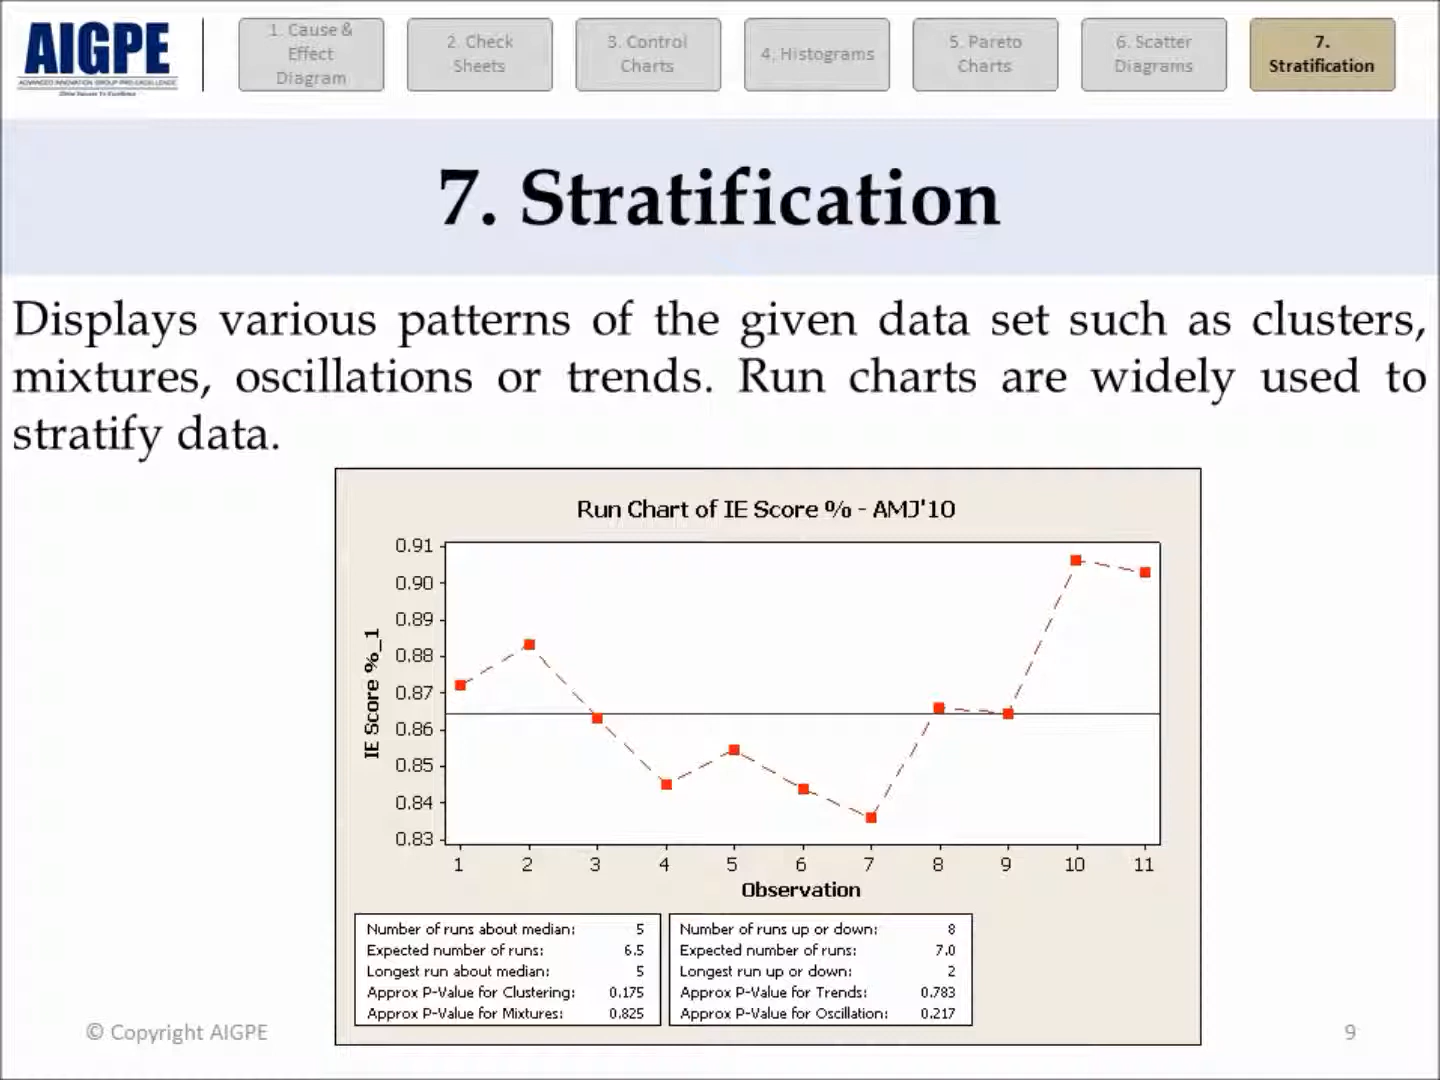 AIGPE
ADVANCED INNOVATION GROUP PRO EXCELLENCE
1. Cause &
Effect
Diagram
2. Check
Sheets
3. Control
Charts
4. Histograms
5. Pareto
Charts
6. Scatter
Diagrams
7.
Stratification
7. Stratification
Displays various patterns of the given data set such as clusters,
mixtures, oscillations or trends. Run charts are widely used to
stratify data.
Run Chart of IE Score % - AMJ'10
IE Score %_1
0.91
0.90
0.89
0.88
0.87
0.86
0.85
0.84
0.83
1 2 3 4 5 6 7 8 9 10 11
Observation
Number of runs about median: 5
Expected number of runs: 6.5
Longest run about median: 5
Approx P-Value for Clustering: 0.175
Approx P-Value for Mixtures: 0.825
Number of runs up or down: 8
Expected number of runs: 7.0
Longest run up or down: 2
Approx P-Value for Trends: 0.783
Approx P-Value for Oscillation: 0.217
© Copyright AIGPE
9